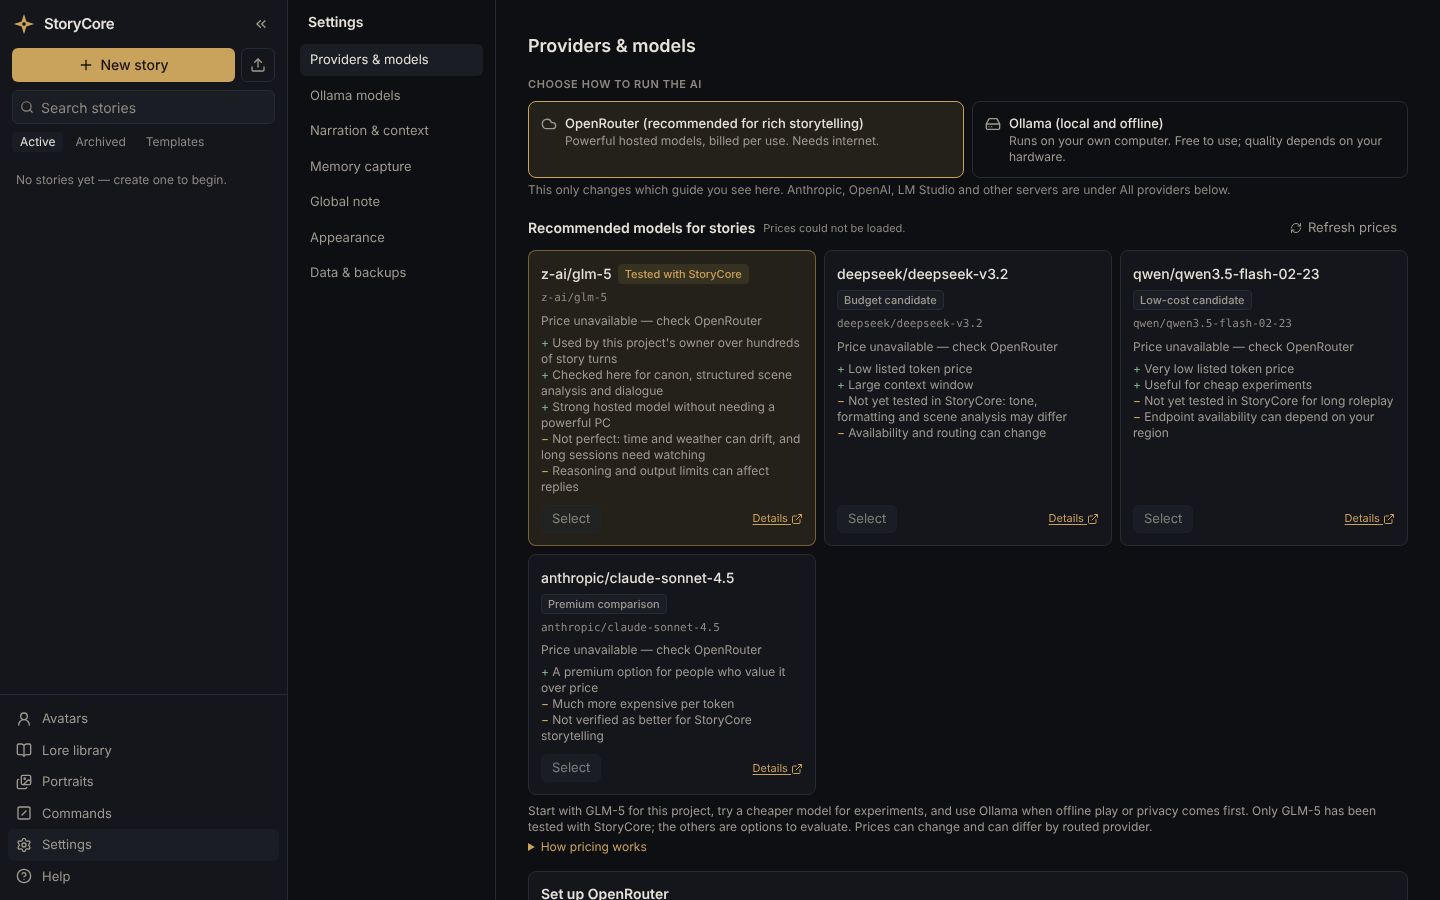 StoryCore
New story
Search stories
Active
Archived
Templates
No stories yet — create one to begin.
Avatars
Lore library
Portraits
Commands
Settings
Help
Settings
Providers & models
Ollama models
Narration & context
Memory capture
Global note
Appearance
Data & backups
Providers & models
CHOOSE HOW TO RUN THE AI
OpenRouter (recommended for rich storytelling)
Powerful hosted models, billed per use. Needs internet.
Ollama (local and offline)
Runs on your own computer. Free to use; quality depends on your
hardware.
This only changes which guide you see here. Anthropic, OpenAI, LM Studio and other servers are under All providers below.
Recommended models for stories Prices could not be loaded.
Refresh prices
z-ai/glm-5 Tested with StoryCore
z-ai/glm-5
Price unavailable — check OpenRouter
+ Used by this project's owner over hundreds
of story turns
+ Checked here for canon, structured scene
analysis and dialogue
+ Strong hosted model without needing a
powerful PC
– Not perfect: time and weather can drift, and
long sessions need watching
– Reasoning and output limits can affect
replies
Select
Details
deepseek/deepseek-v3.2
Budget candidate
deepseek/deepseek-v3.2
Price unavailable — check OpenRouter
+ Low listed token price
+ Large context window
– Not yet tested in StoryCore: tone,
formatting and scene analysis may differ
– Availability and routing can change
Select
Details
qwen/qwen3.5-flash-02-23
Low-cost candidate
qwen/qwen3.5-flash-02-23
Price unavailable — check OpenRouter
+ Very low listed token price
+ Useful for cheap experiments
– Not yet tested in StoryCore for long roleplay
– Endpoint availability can depend on your
region
Select
Details
anthropic/claude-sonnet-4.5
Premium comparison
anthropic/claude-sonnet-4.5
Price unavailable — check OpenRouter
+ A premium option for people who value it
over price
– Much more expensive per token
– Not verified as better for StoryCore
storytelling
Select
Details
Start with GLM-5 for this project, try a cheaper model for experiments, and use Ollama when offline play or privacy comes first. Only GLM-5 has been
tested with StoryCore; the others are options to evaluate. Prices can change and can differ by routed provider.
How pricing works
Set up OpenRouter